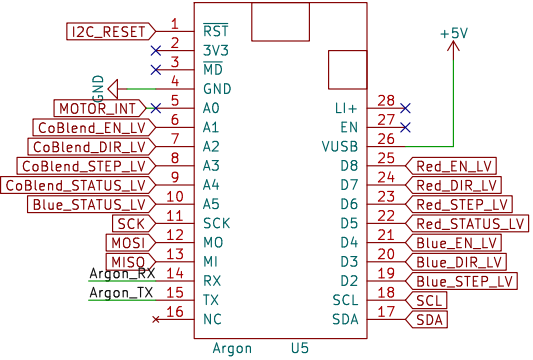 I2C_RESET 1 RST
2 3V3
3 MD
GND 4 GND
MOTOR_INT 5 A0
CoBlend_EN_LV 6 A1
CoBlend_DIR_LV 7 A2
CoBlend_STEP_LV 8 A3
CoBlend_STATUS_LV 9 A4
Blue_STATUS_LV 10 A5
SCK 11 SCK
MOSI 12 MO
MISO 13 MI
Argon_RX 14 RX
Argon_TX 15 TX
16 NC
+5V
LI+ 28
EN 27
VUSB 26
D8 25 Red_EN_LV
D7 24 Red_DIR_LV
D6 23 Red_STEP_LV
D5 22 Red_STATUS_LV
D4 21 Blue_EN_LV
D3 20 Blue_DIR_LV
D2 19 Blue_STEP_LV
SCL 18 SCL
SDA 17 SDA
Argon U5